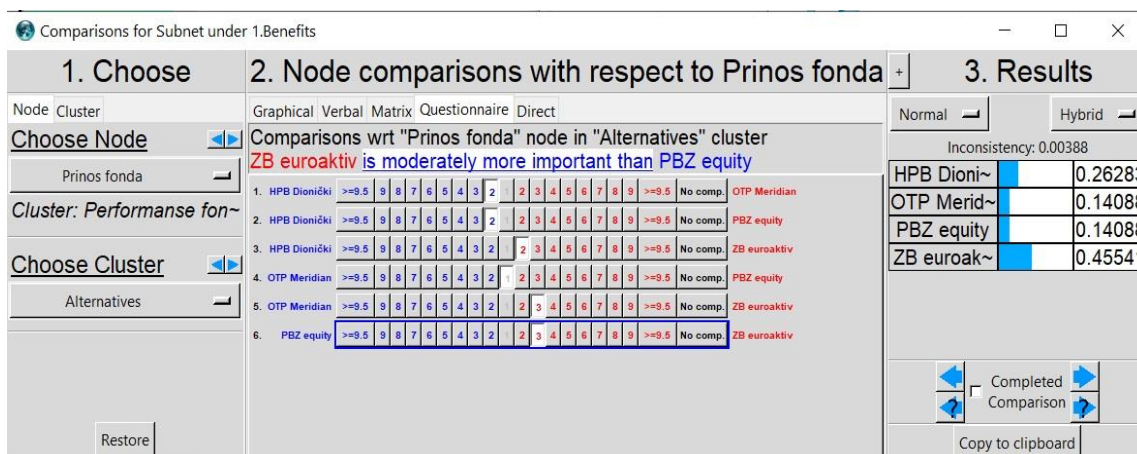 Comparisons for Subnet under 1.Benefits
1. Choose
Node Cluster
Choose Node
Prinos fonda
Cluster: Performanse fon~
Choose Cluster
Alternatives
Restore
2. Node comparisons with respect to Prinos fonda
Graphical Verbal Matrix Questionnaire Direct
Comparisons wrt "Prinos fonda" node in "Alternatives" cluster
ZB euroaktiv is moderately more important than PBZ equity
1. HPB Dionički >=9.5 9 8 7 6 5 4 3 2 1 2 3 4 5 6 7 8 9 >=9.5 No comp. OTP Meridian
2. HPB Dionički >=9.5 9 8 7 6 5 4 3 2 1 2 3 4 5 6 7 8 9 >=9.5 No comp. PBZ equity
3. HPB Dionički >=9.5 9 8 7 6 5 4 3 2 1 2 3 4 5 6 7 8 9 >=9.5 No comp. ZB euroaktiv
4. OTP Meridian >=9.5 9 8 7 6 5 4 3 2 1 2 3 4 5 6 7 8 9 >=9.5 No comp. PBZ equity
5. OTP Meridian >=9.5 9 8 7 6 5 4 3 2 1 2 3 4 5 6 7 8 9 >=9.5 No comp. ZB euroaktiv
6. PBZ equity >=9.5 9 8 7 6 5 4 3 2 1 2 3 4 5 6 7 8 9 >=9.5 No comp. ZB euroaktiv
+ 3. Results
Normal Hybrid
Inconsistency: 0.00388
HPB Dioni~ 0.2628
OTP Merid~ 0.1408
PBZ equity 0.1408
ZB euroak~ 0.4554
Completed
Comparison
? ?
Copy to clipboard